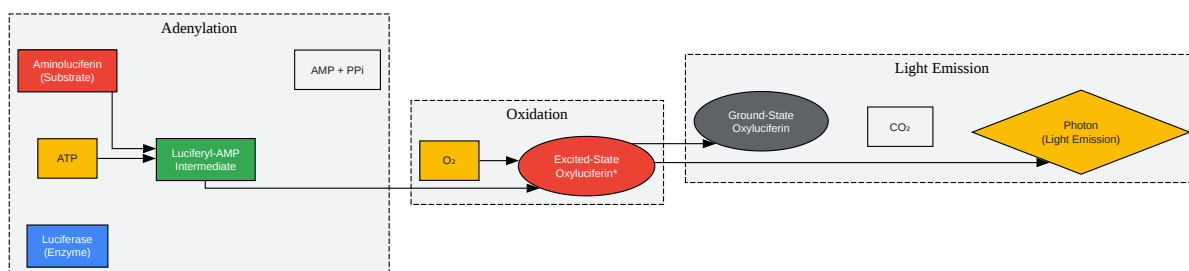 Adenylation
Aminoluciferin
(Substrate)
AMP + PPi
ATP
Luciferyl-AMP
Intermediate
Luciferase
(Enzyme)
Oxidation
O₂
Excited-State
Oxyluciferin*
Light Emission
Ground-State
Oxyluciferin
CO₂
Photon
(Light Emission)